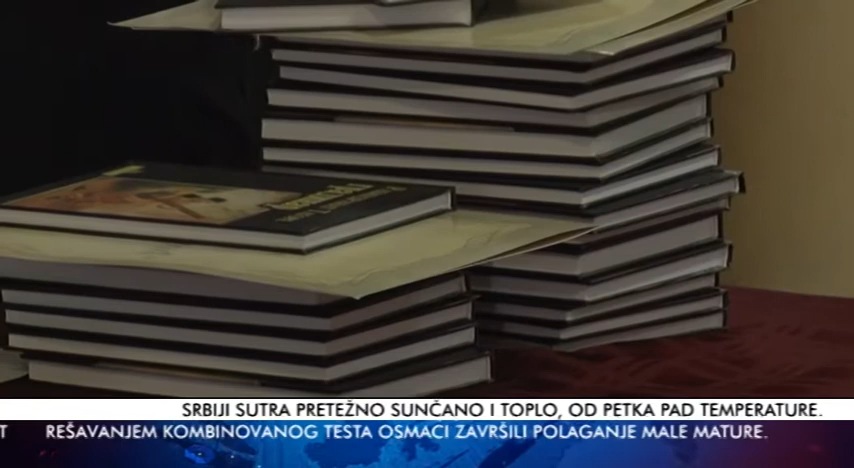 SRBIJI SUTRA PRETEŽNO SUNČANO I TOPLO, OD PETKA PAD TEMPERATURE.
T REŠAVANJEM KOMBINOVANOG TESTA OSMACI ZAVRŠILI POLAGANJE MALE MATURE.